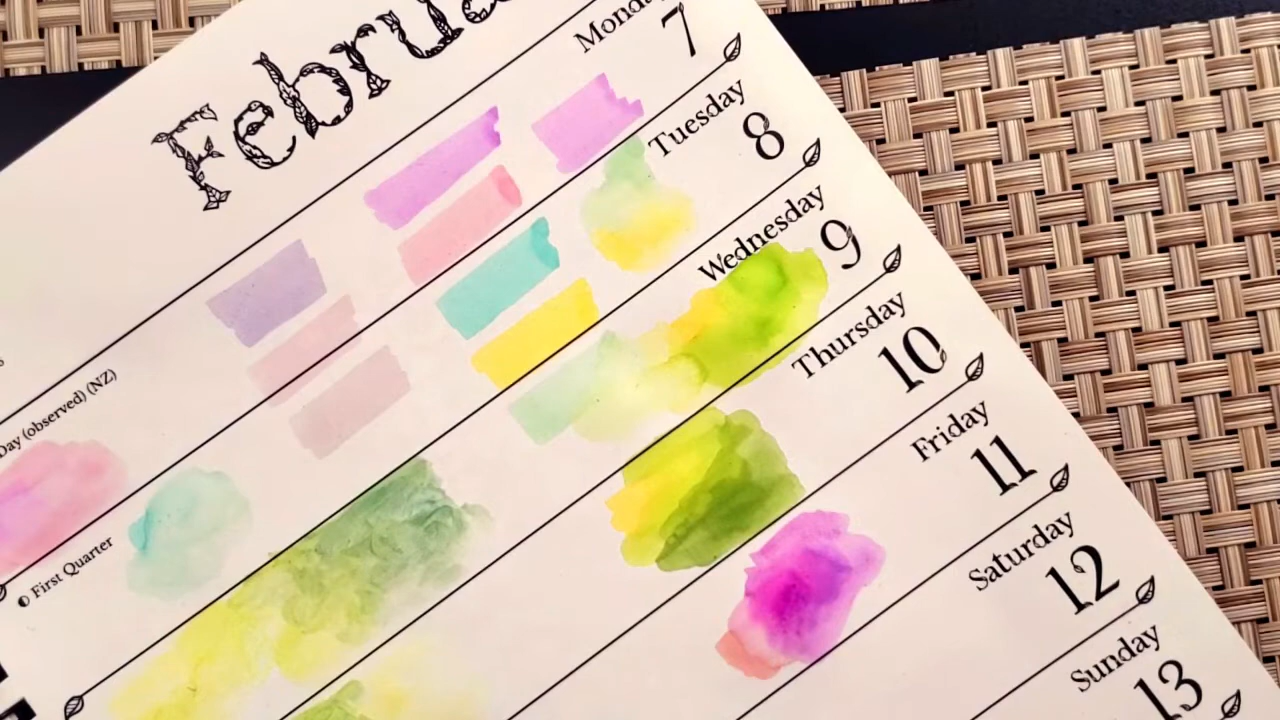 Februa
Monday
7
Tuesday
8
Day (observed) (NZ)
Wednesday
9
First Quarter
Thursday
10
Friday
11
Saturday
12
Sunday
13